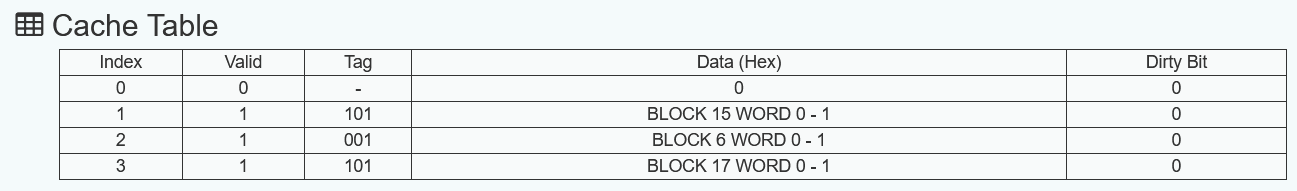 Cache Table
Index Valid Tag Data (Hex) Dirty Bit
0 0 - 0 0
1 1 101 BLOCK 15 WORD 0 - 1 0
2 1 001 BLOCK 6 WORD 0 - 1 0
3 1 101 BLOCK 17 WORD 0 - 1 0